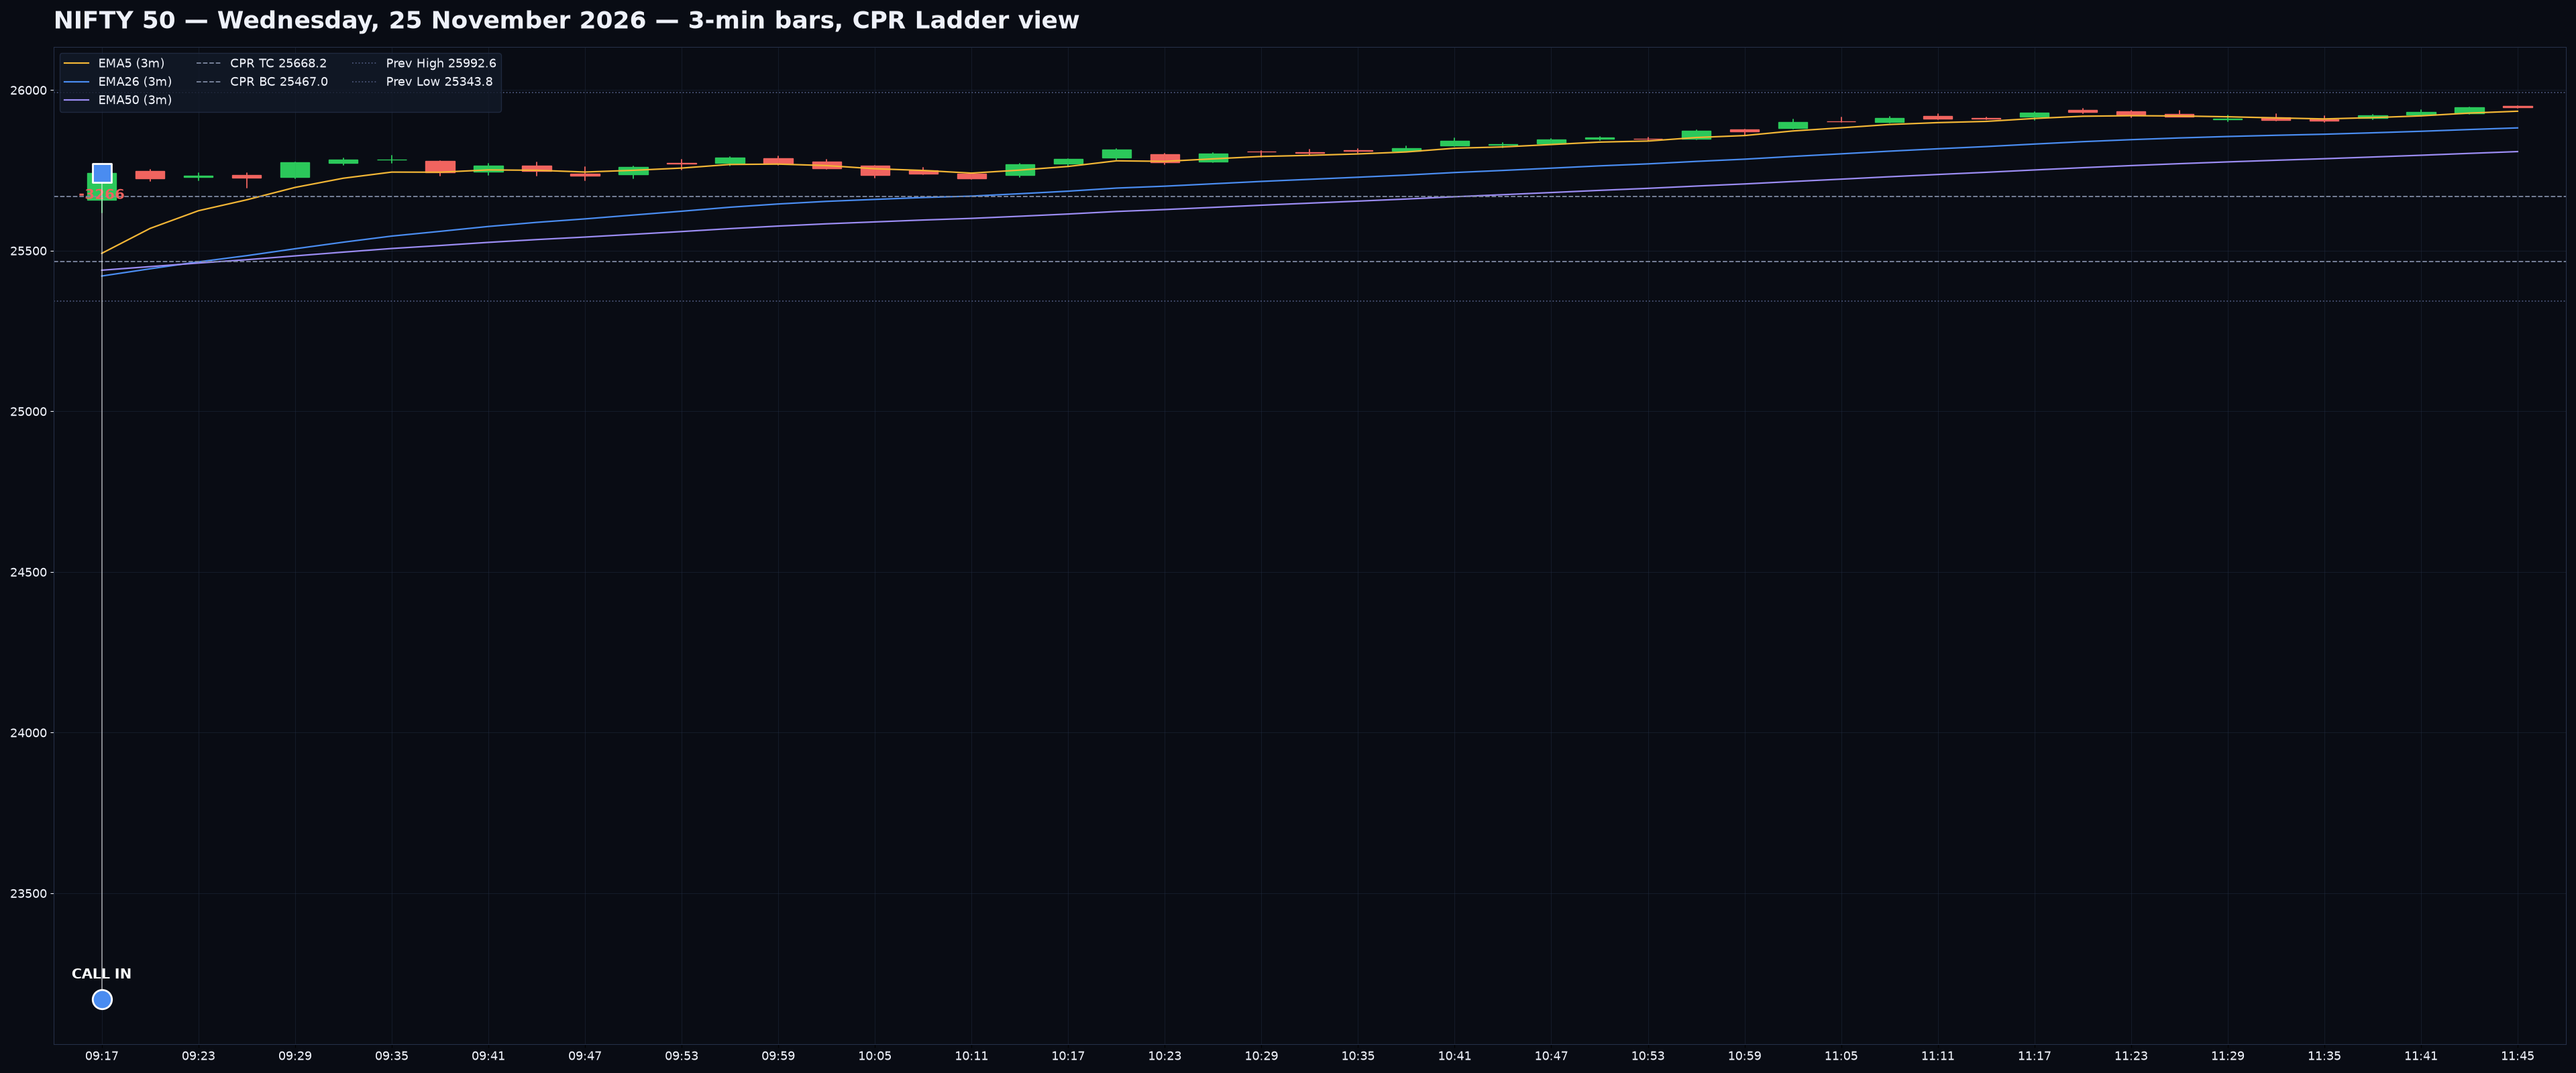 NIFTY 50 — Wednesday, 25 November 2026 — 3-min bars, CPR Ladder view
EMA5 (3m) CPR TC 25668.2 Prev High 25992.6
EMA26 (3m) CPR BC 25467.0 Prev Low 25343.8
EMA50 (3m)
26000
25500
25000
24500
24000
23500
CALL IN
09:17 09:23 09:29 09:35 09:41 09:47 09:53 09:59 10:05 10:11 10:17 10:23 10:29 10:35 10:41 10:47 10:53 10:59 11:05 11:11 11:17 11:23 11:29 11:35 11:41 11:45